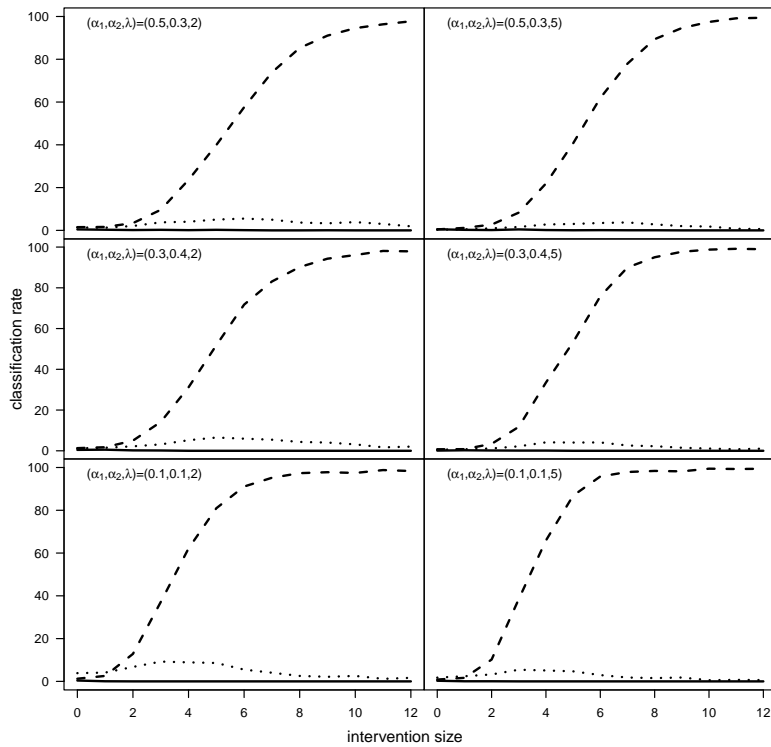 (α₁,α₂,λ)=(0.5,0.3,2)
(α₁,α₂,λ)=(0.5,0.3,5)
100
80
60
40
20
0
(α₁,α₂,λ)=(0.3,0.4,2)
(α₁,α₂,λ)=(0.3,0.4,5)
100
80
60
40
20
0
classification rate
(α₁,α₂,λ)=(0.1,0.1,2)
(α₁,α₂,λ)=(0.1,0.1,5)
100
80
60
40
20
0
0 2 4 6 8 10 12
0 2 4 6 8 10 12
intervention size